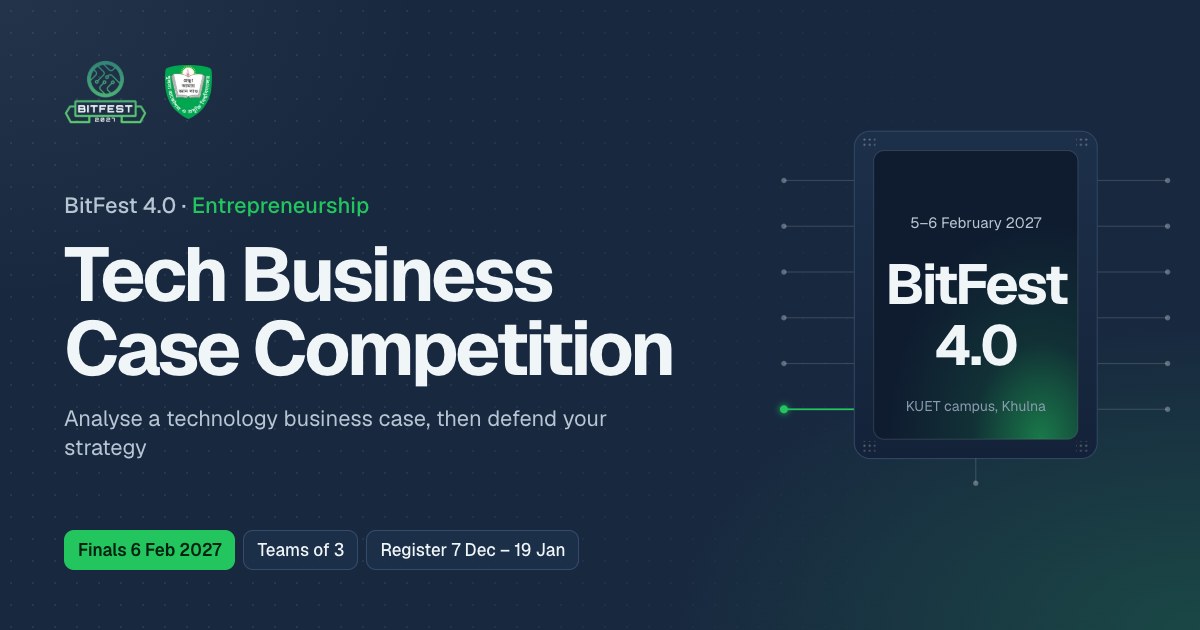 BITFEST
2027
BitFest 4.0 · Entrepreneurship
Tech Business
Case Competition
Analyse a technology business case, then defend your
strategy
Finals 6 Feb 2027
Teams of 3
Register 7 Dec – 19 Jan
5–6 February 2027
BitFest
4.0
KUET campus, Khulna